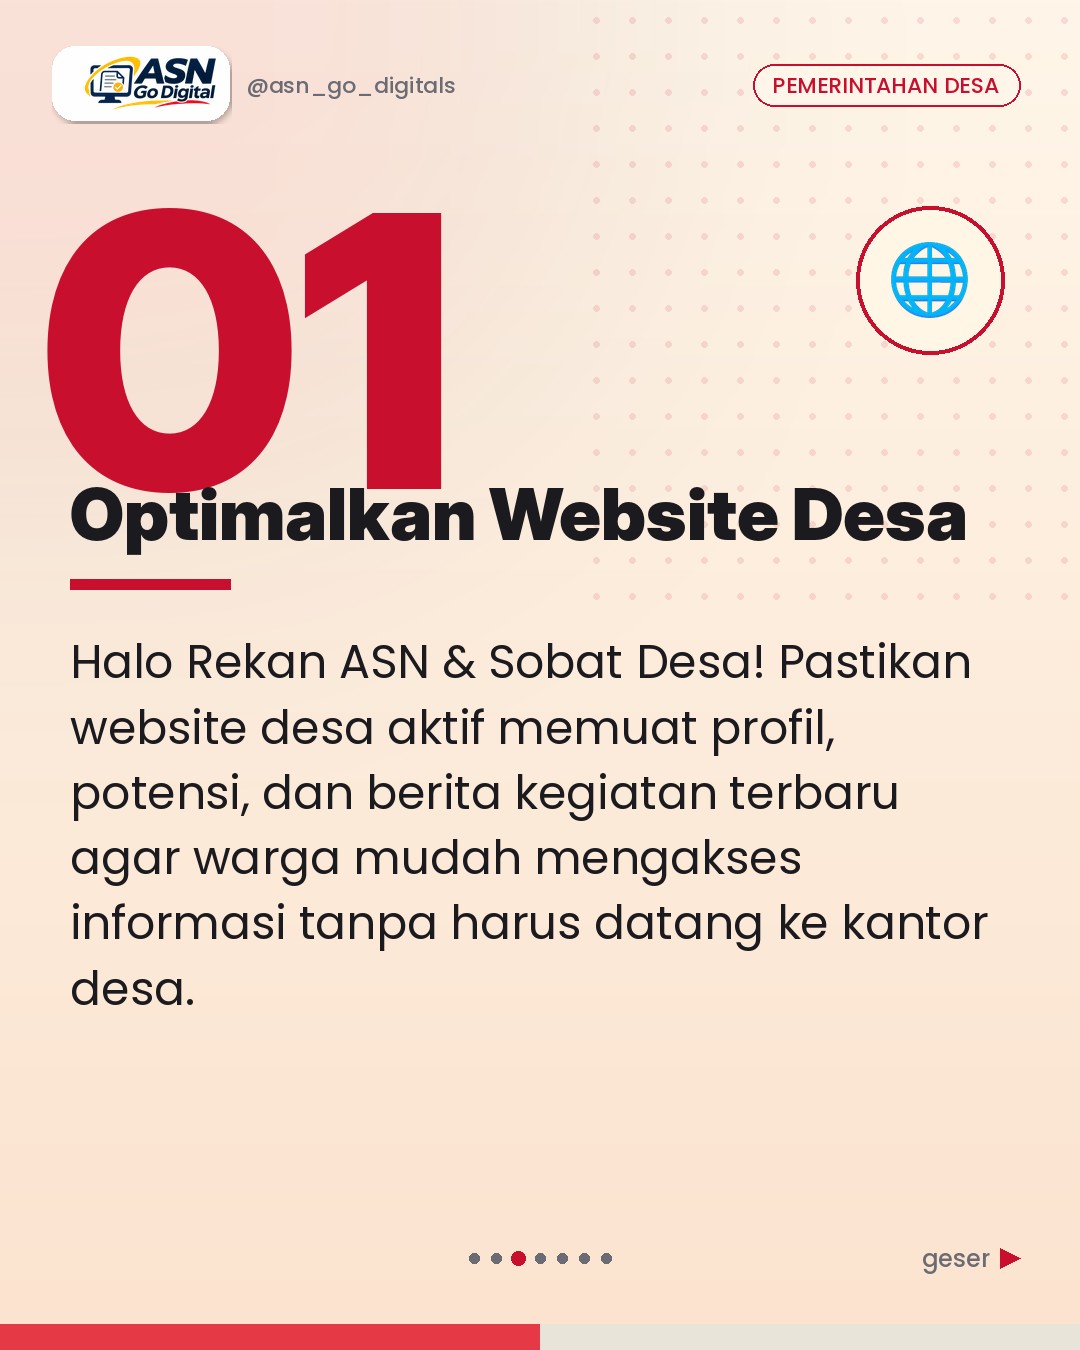 ASN
Go Digital
@asn_go_digitals
PEMERINTAHAN DESA
01
Optimalkan Website Desa
Halo Rekan ASN & Sobat Desa! Pastikan
website desa aktif memuat profil,
potensi, dan berita kegiatan terbaru
agar warga mudah mengakses
informasi tanpa harus datang ke kantor
desa.
geser